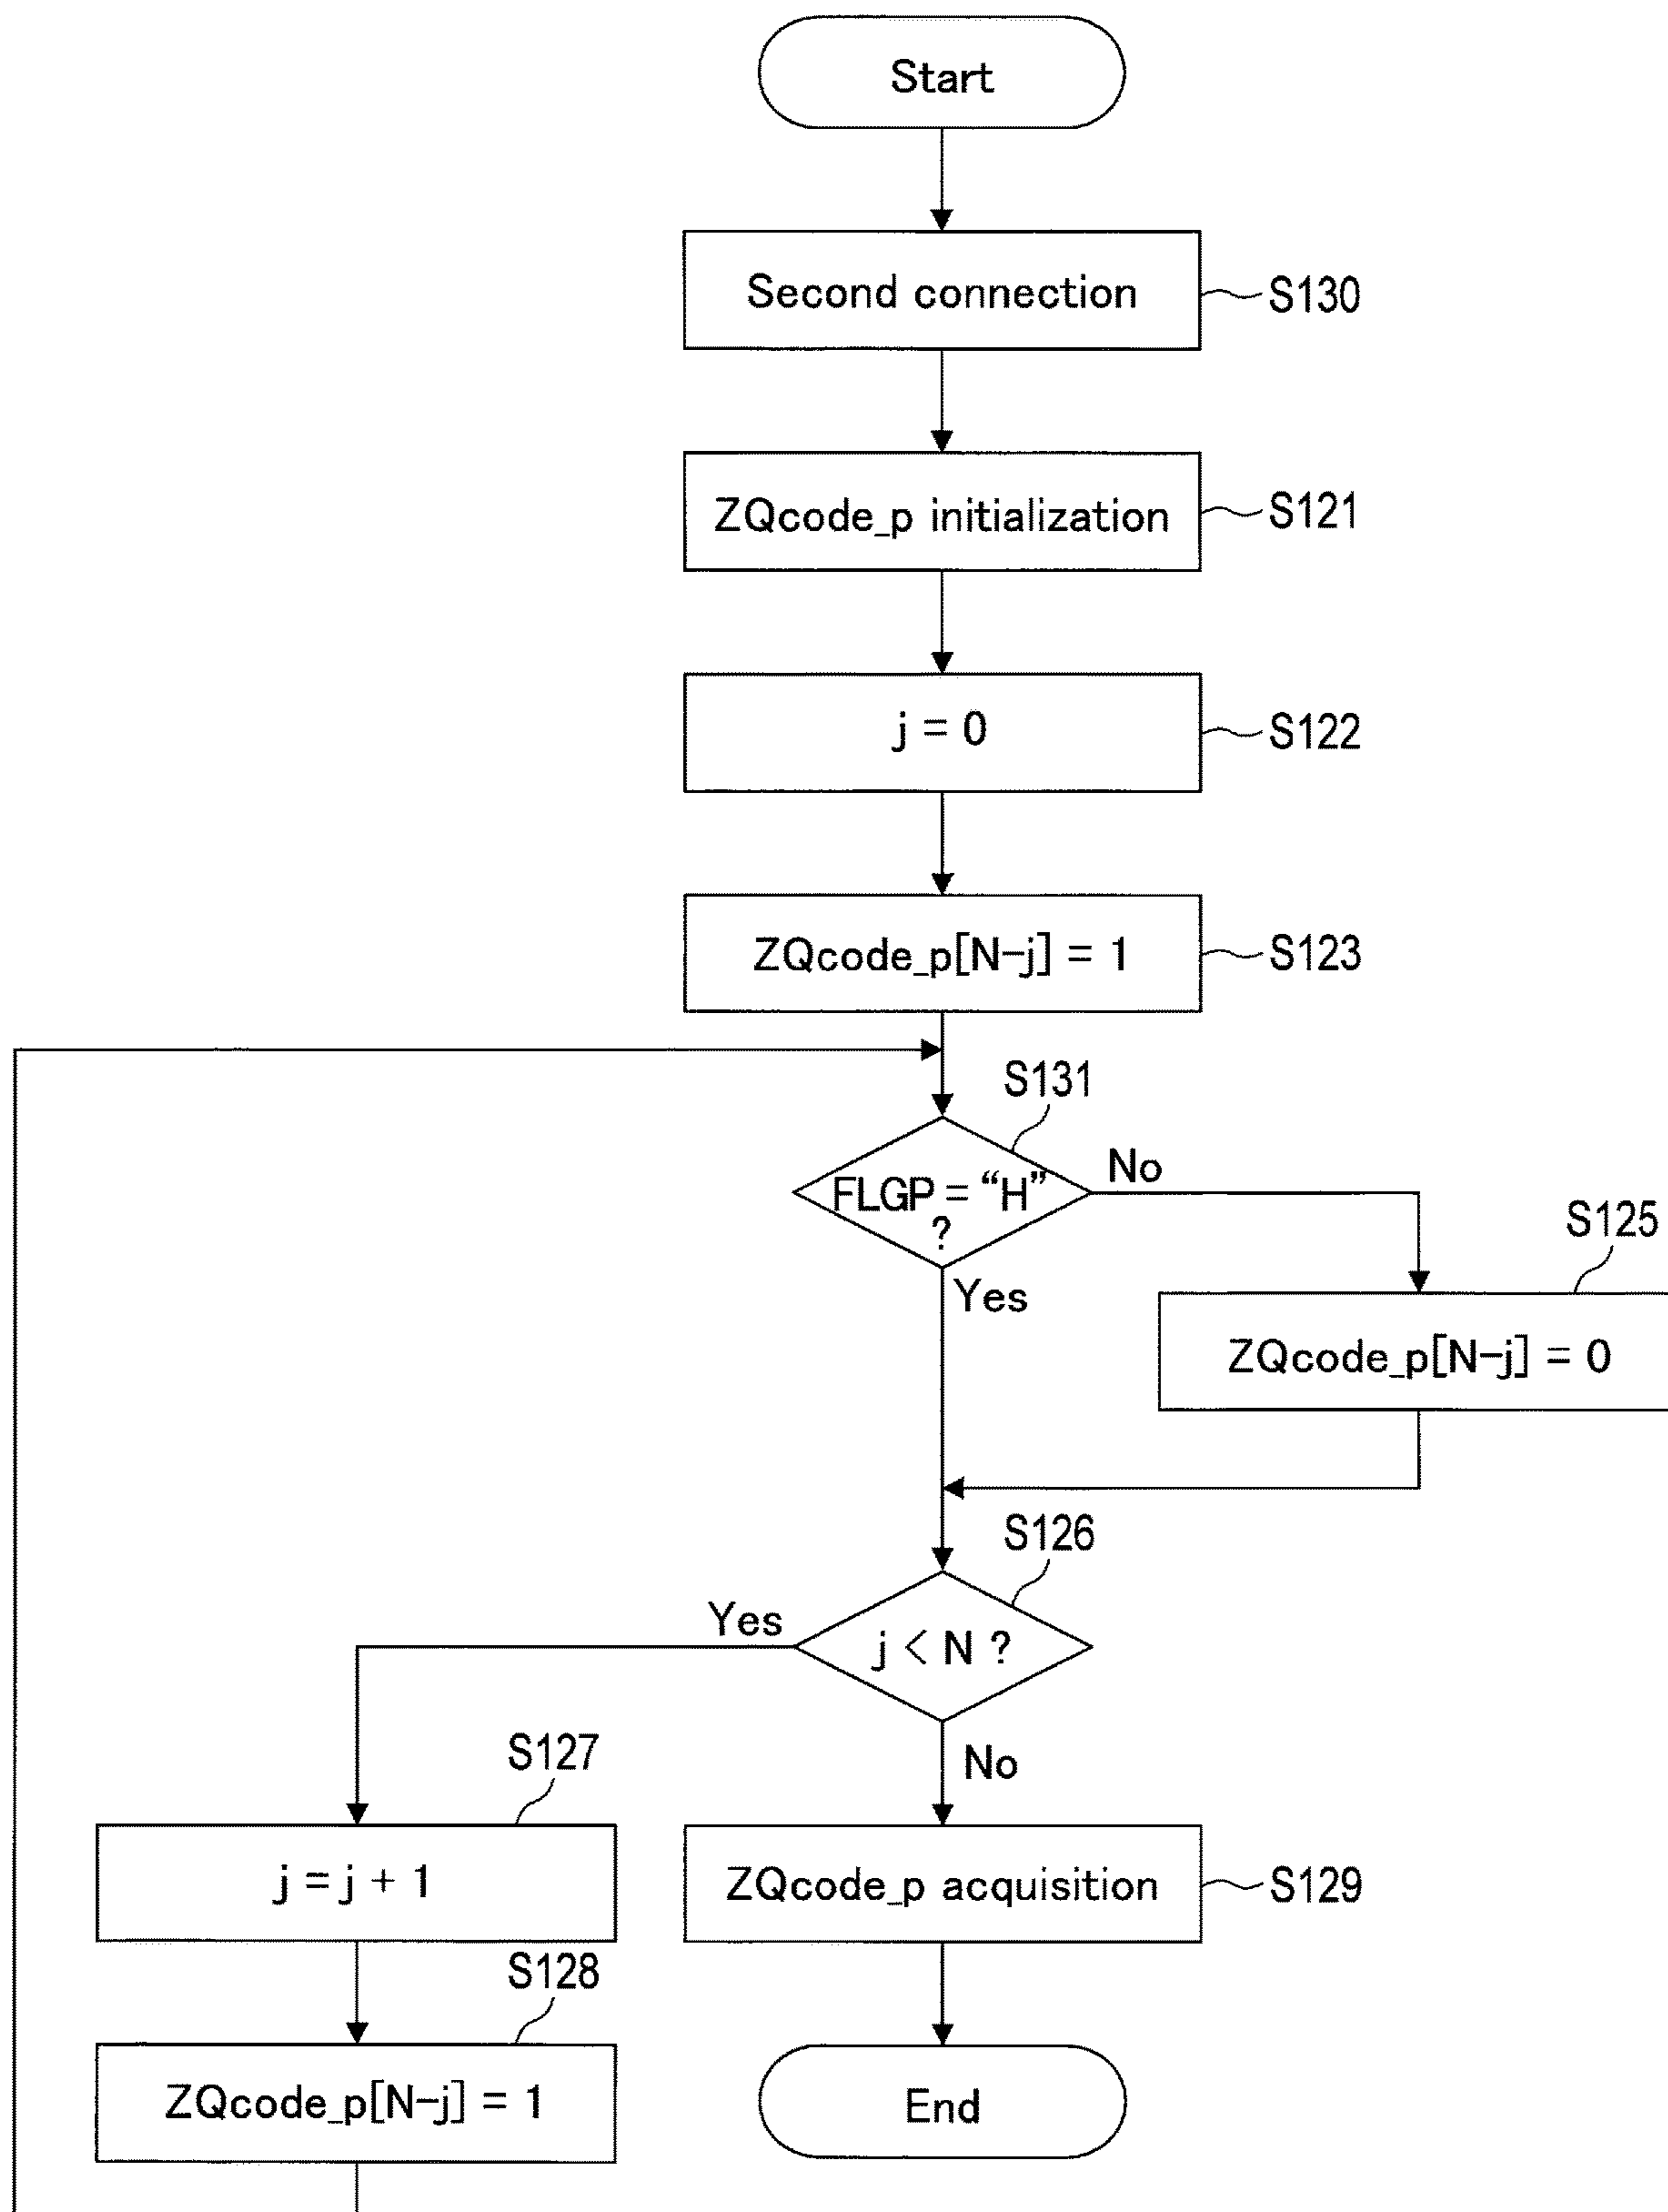 Start
Second connection
S130
ZQcode_p initialization
S121
j = 0
S122
ZQcode_p[N-j] = 1
S123
S131
FLGP = “H”
?
No
Yes
S125
ZQcode_p[N-j] = 0
S126
j < N ?
Yes
No
S127
j = j + 1
ZQcode_p acquisition
S129
S128
ZQcode_p[N-j] = 1
End